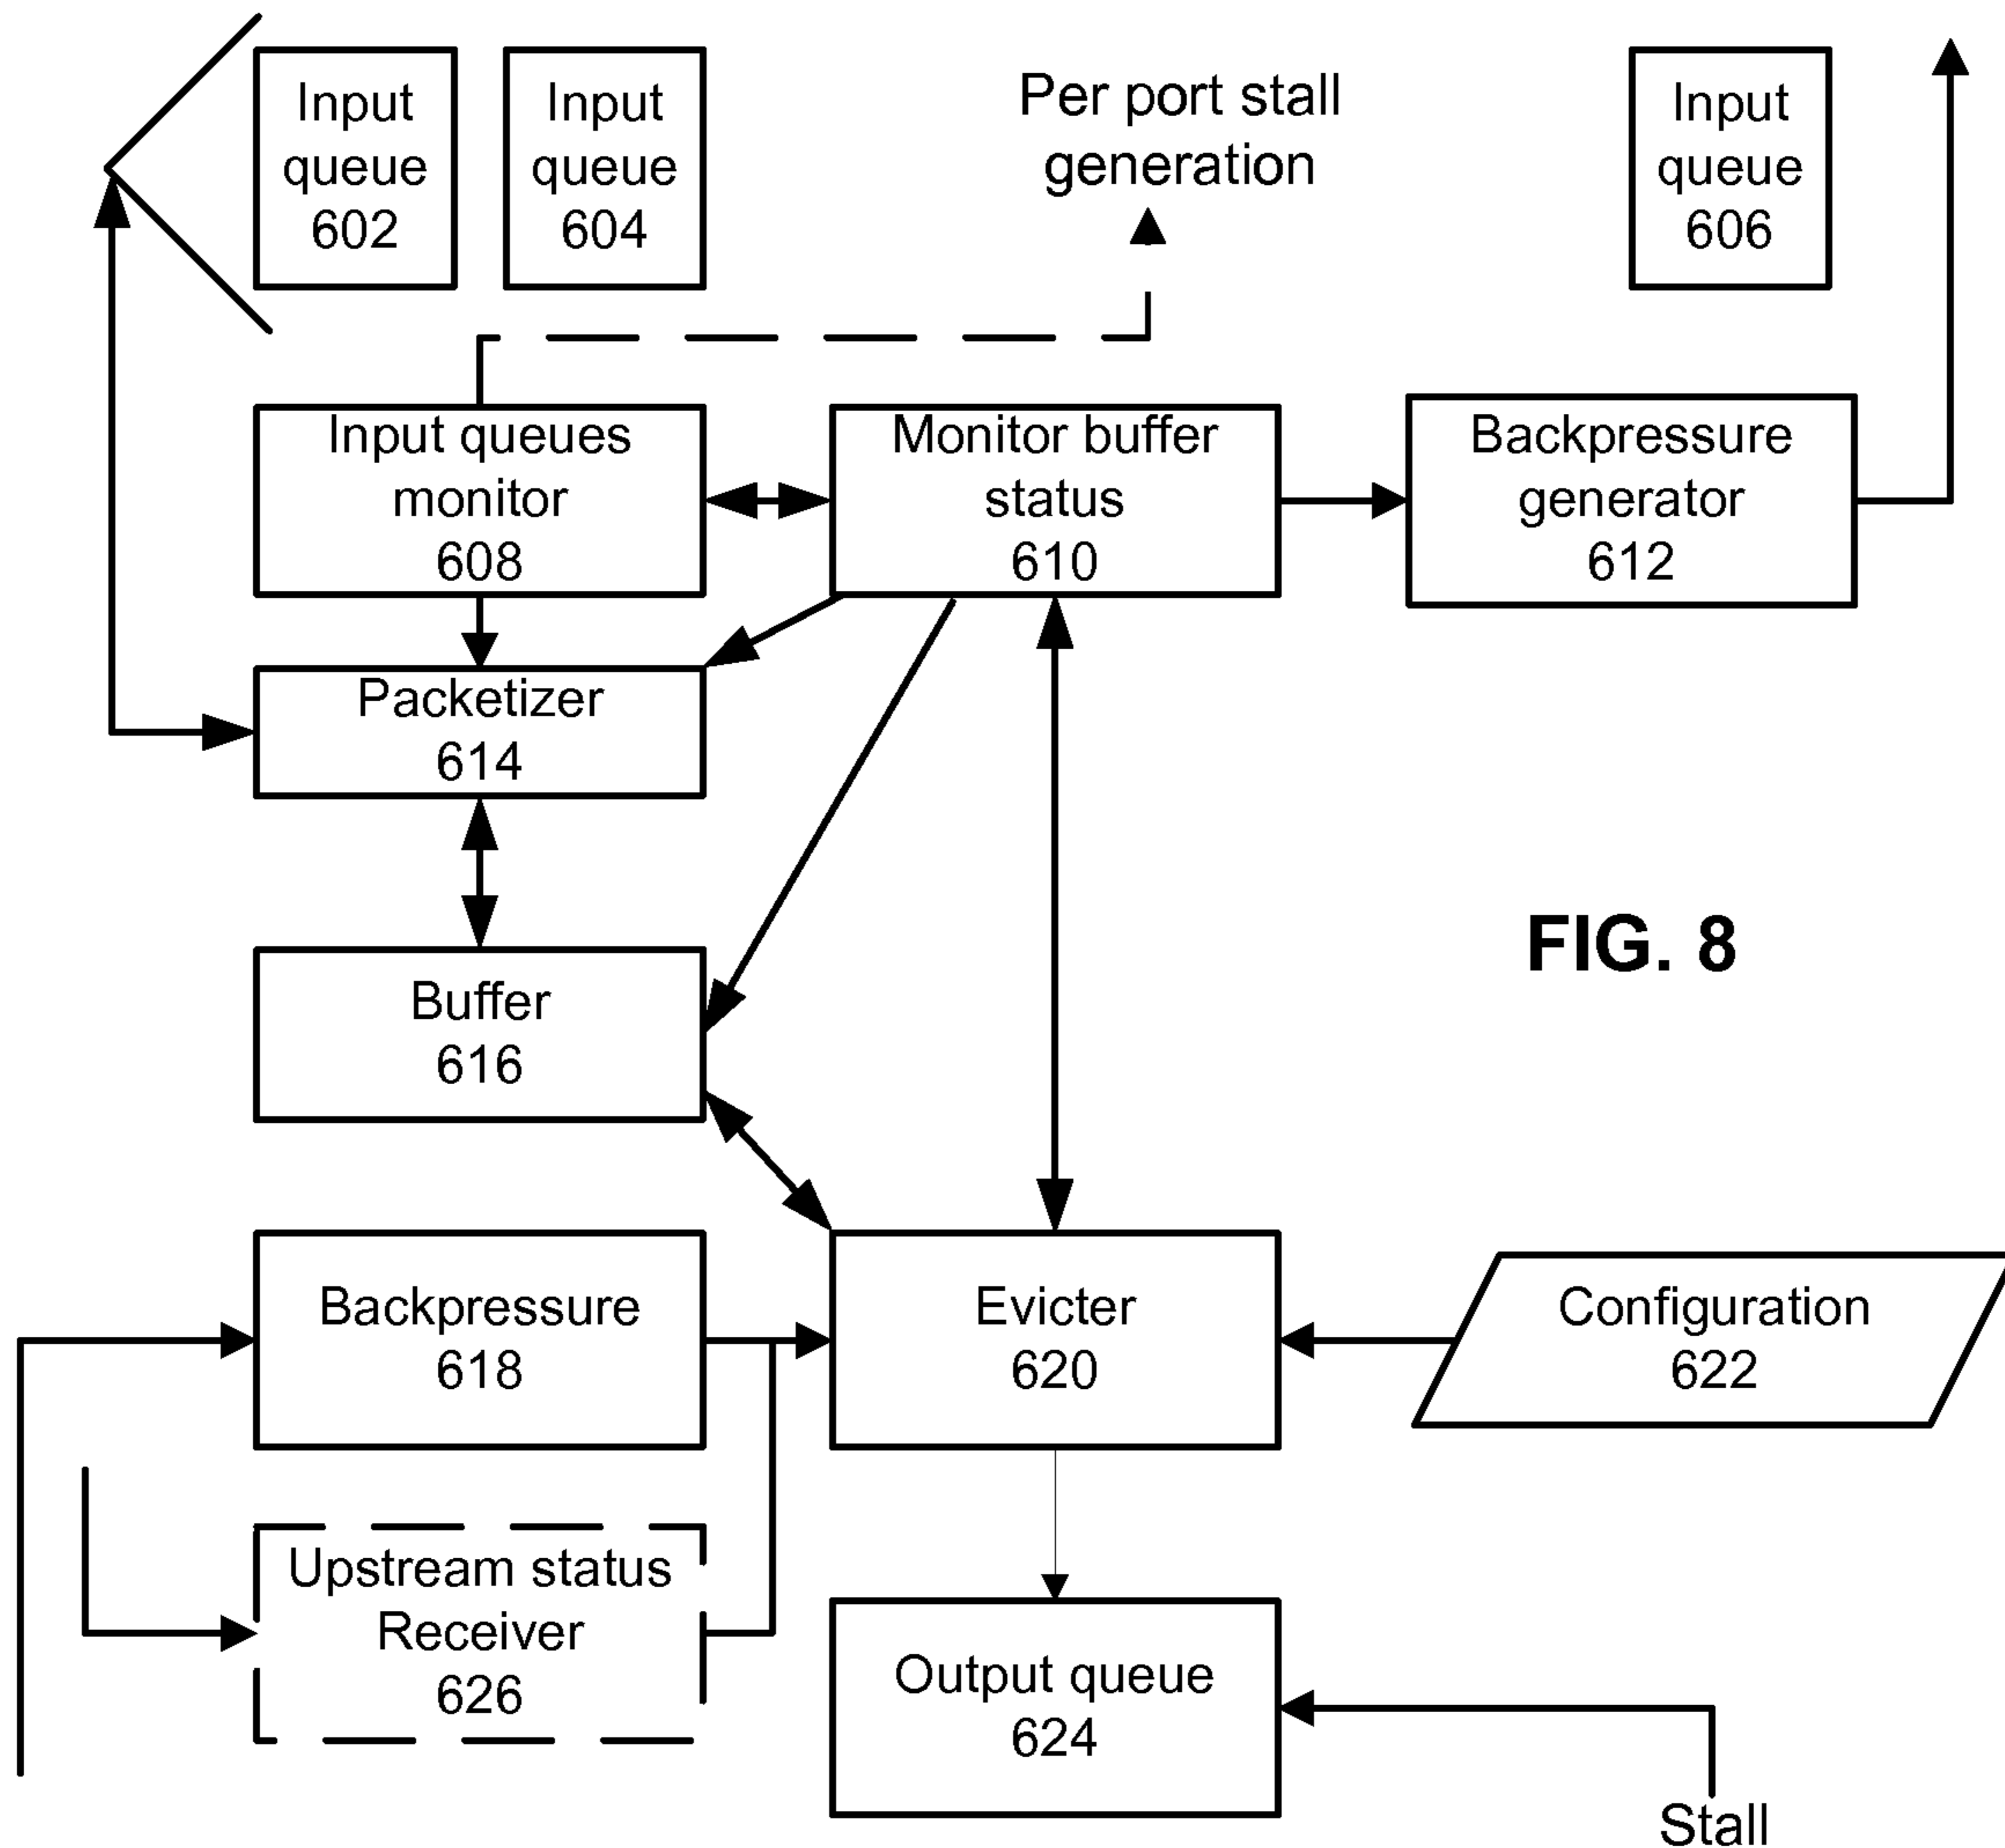 Input
queue
602
Input
queue
604
Per port stall
generation
Input
queue
606
Input queues
monitor
608
Monitor buffer
status
610
Backpressure
generator
612
Packetizer
614
Buffer
616
FIG. 8
Backpressure
618
Evicter
620
Configuration
622
Upstream status
Receiver
626
Output queue
624
Stall